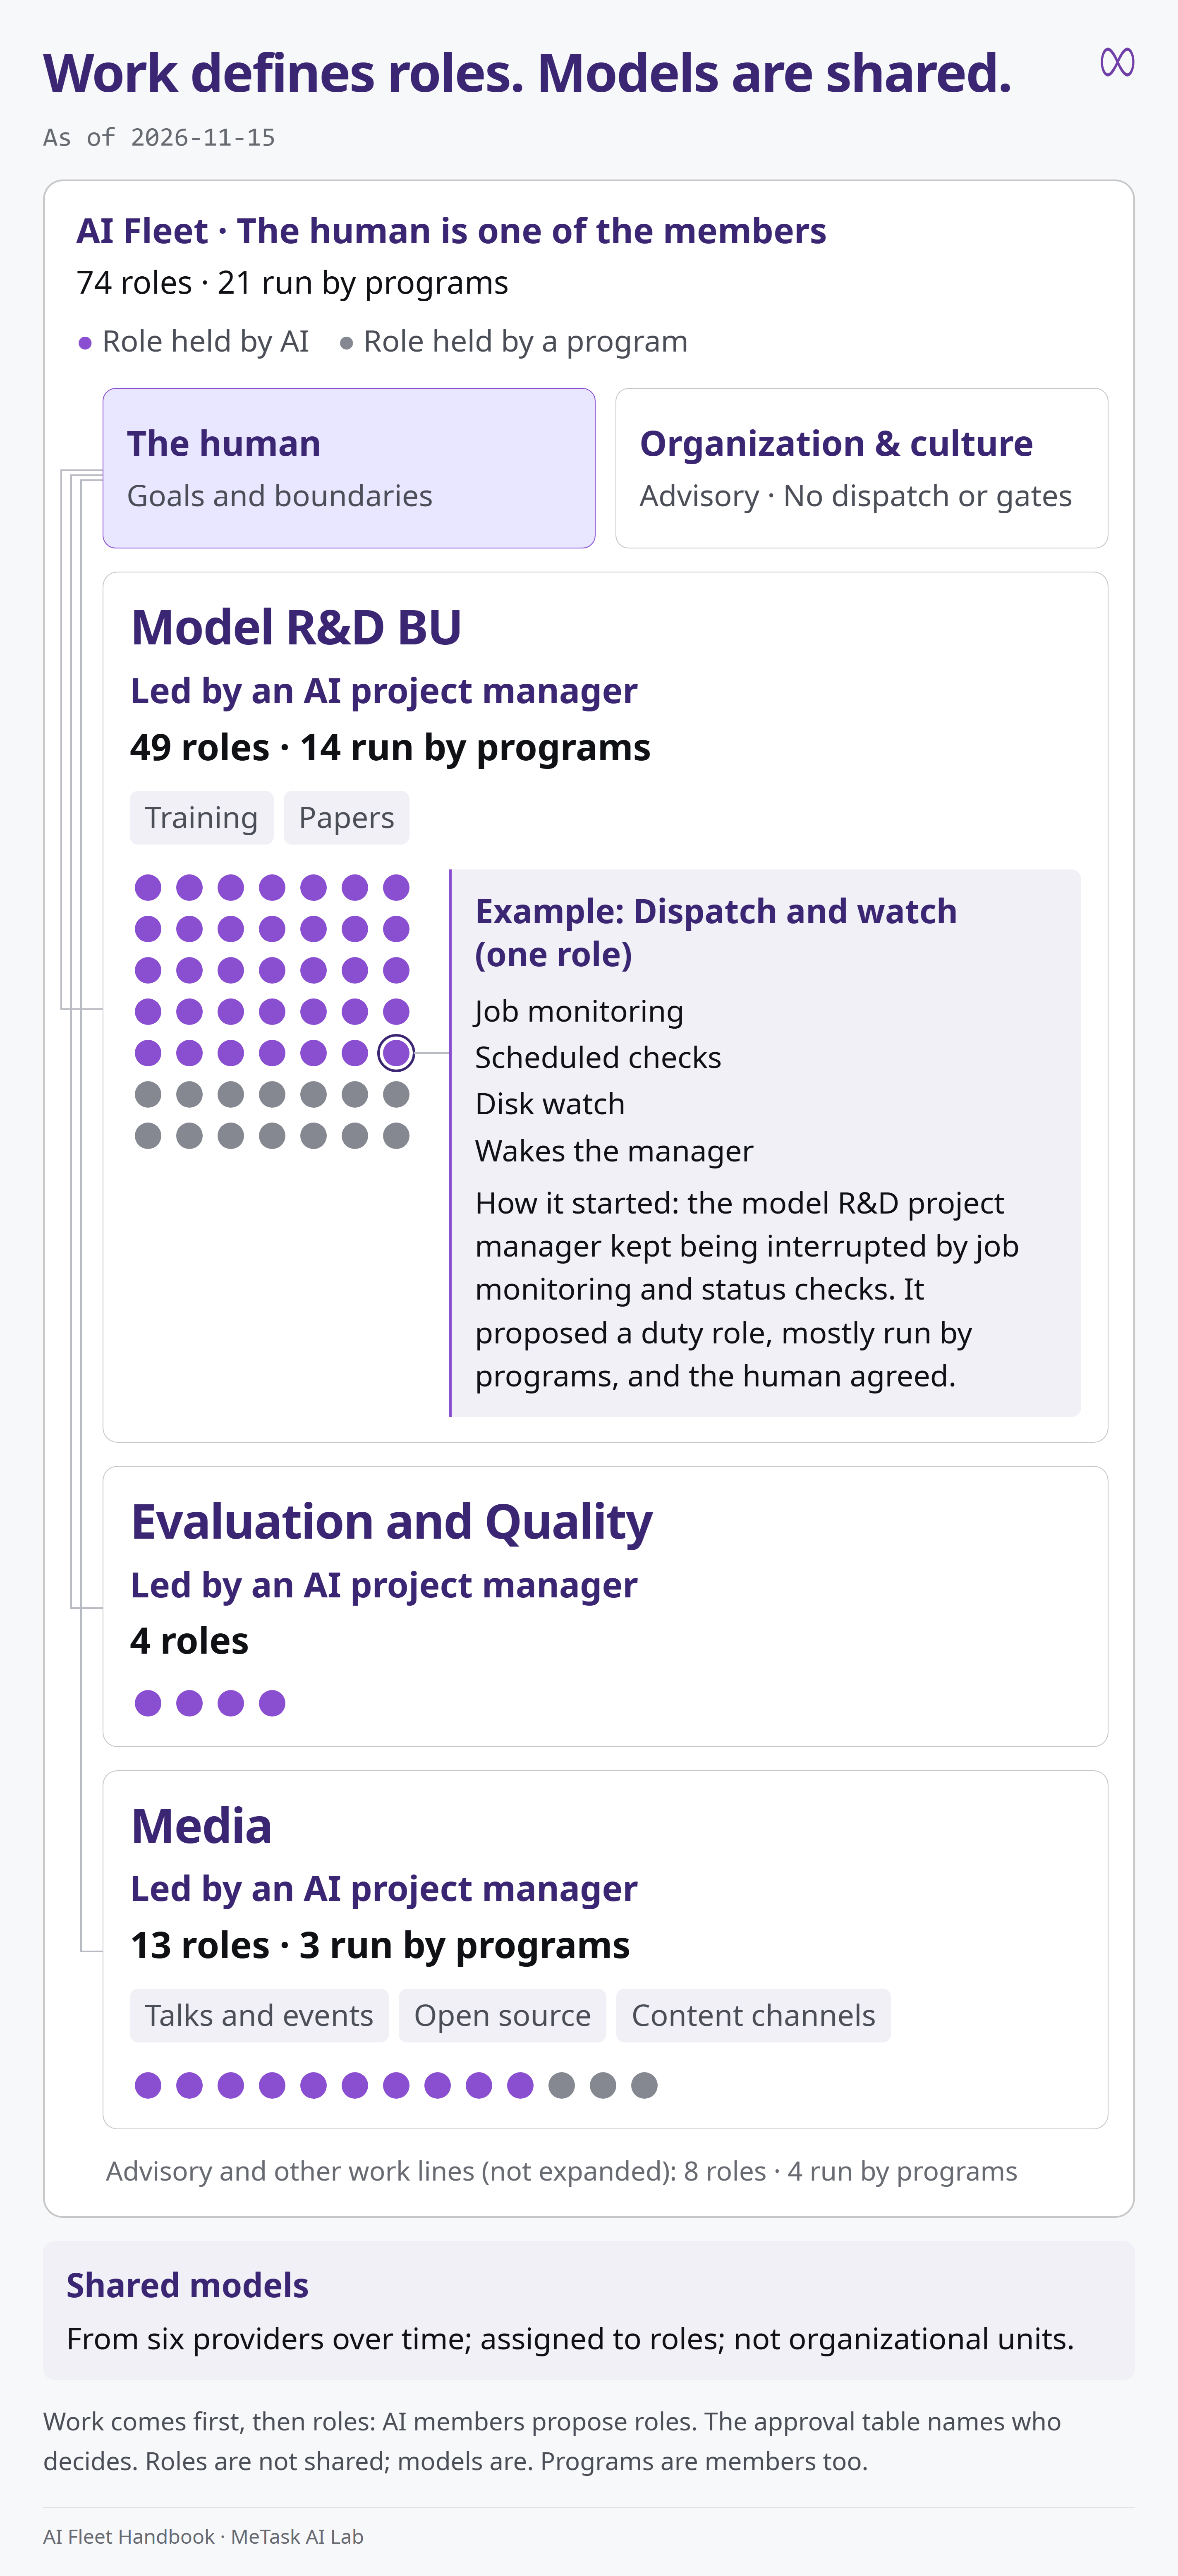 Work defines roles. Models are shared.
As of 2026-11-15
AI Fleet · The human is one of the members
74 roles · 21 run by programs
Role held by AI
Role held by a program
The human
Goals and boundaries
Organization & culture
Advisory · No dispatch or gates
Model R&D BU
Led by an AI project manager
49 roles · 14 run by programs
Training
Papers
Example: Dispatch and watch
(one role)
Job monitoring
Scheduled checks
Disk watch
Wakes the manager
How it started: the model R&D project
manager kept being interrupted by job
monitoring and status checks. It
proposed a duty role, mostly run by
programs, and the human agreed.
Evaluation and Quality
Led by an AI project manager
4 roles
Media
Led by an AI project manager
13 roles · 3 run by programs
Talks and events
Open source
Content channels
Advisory and other work lines (not expanded): 8 roles · 4 run by programs
Shared models
From six providers over time; assigned to roles; not organizational units.
Work comes first, then roles: AI members propose roles. The approval table names who
decides. Roles are not shared; models are. Programs are members too.
AI Fleet Handbook · MeTask AI Lab